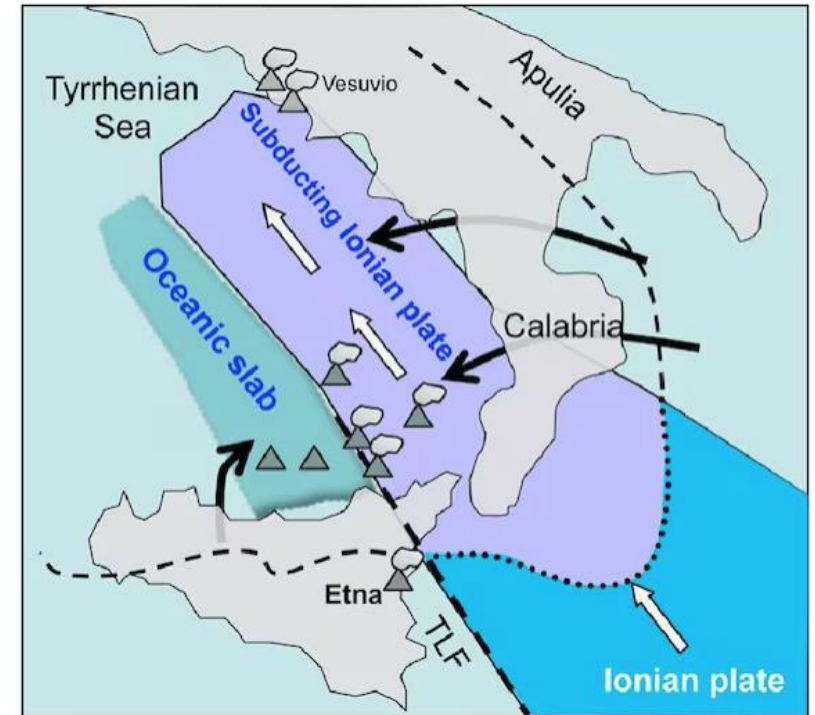 Tyrrhenian
Sea
Vesuvio
Apulia
Subducting Ionian plate
Oceanic slab
Calabria
Etna
TLF
Ionian plate